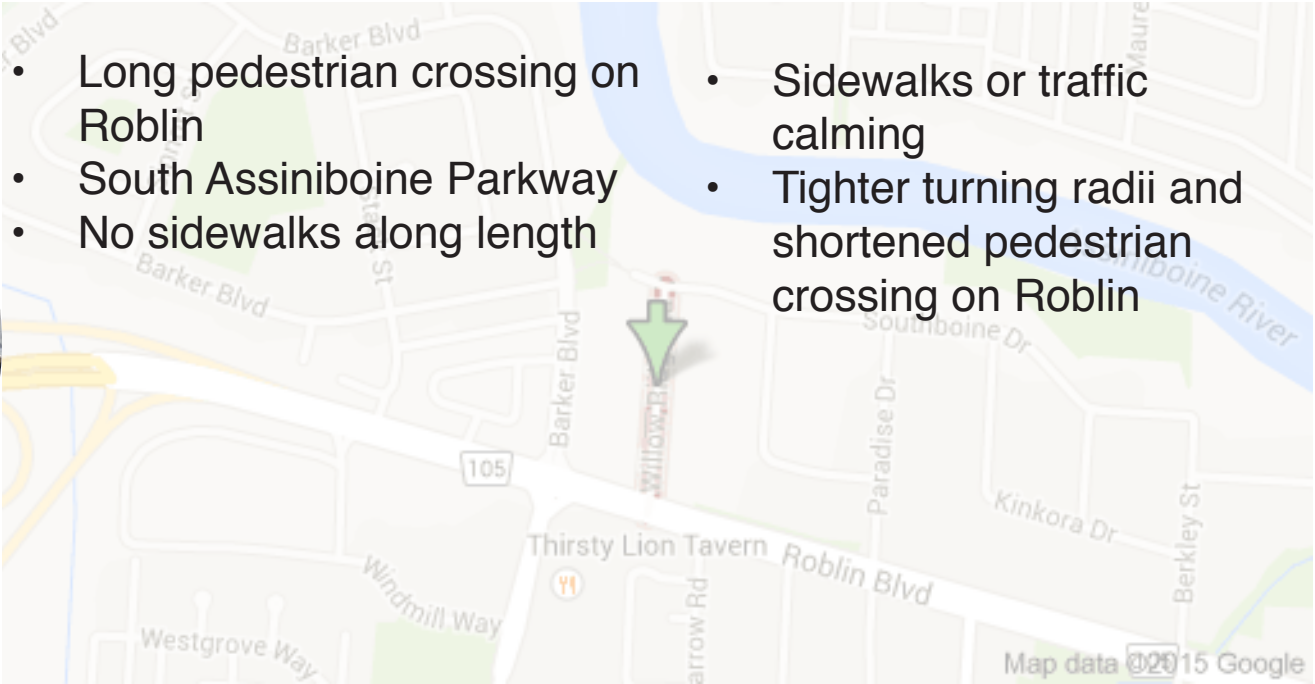 • Long pedestrian crossing on
Roblin
• South Assiniboine Parkway
• No sidewalks along length
• Sidewalks or traffic
calming
• Tighter turning radii and
shortened pedestrian
crossing on Roblin
Blvd
Barker Blvd
Barker Blvd
Barker Blvd
Assiniboine River
Southboine Dr
Paradise Dr
Kinkora Dr
Berkley St
105
Thirsty Lion Tavern
Roblin Blvd
Windmill Way
Westgrove Way
Map data ©2015 Google